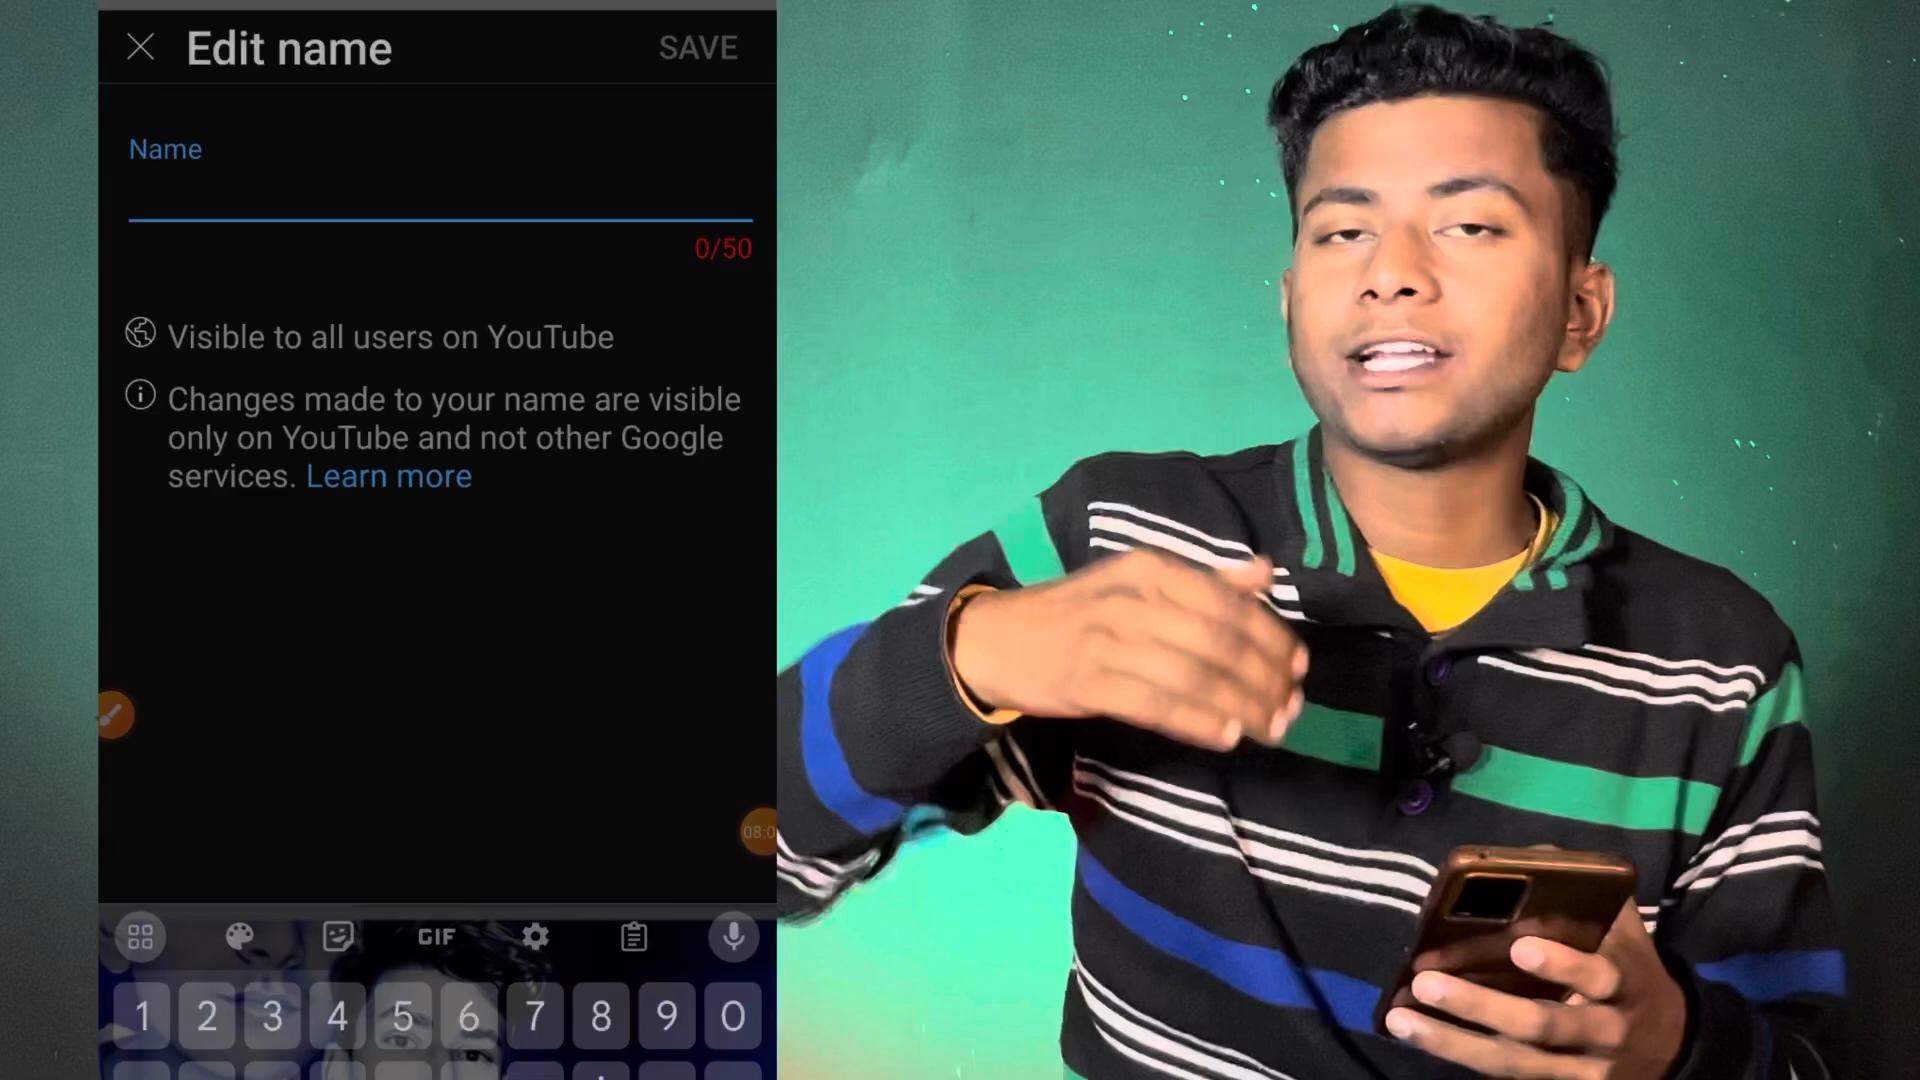 Edit name
SAVE
Name
0/50
Visible to all users on YouTube
Changes made to your name are visible
only on YouTube and not other Google
services. Learn more
08:0
GIF
1 2 3 4 5 6 7 8 9 0